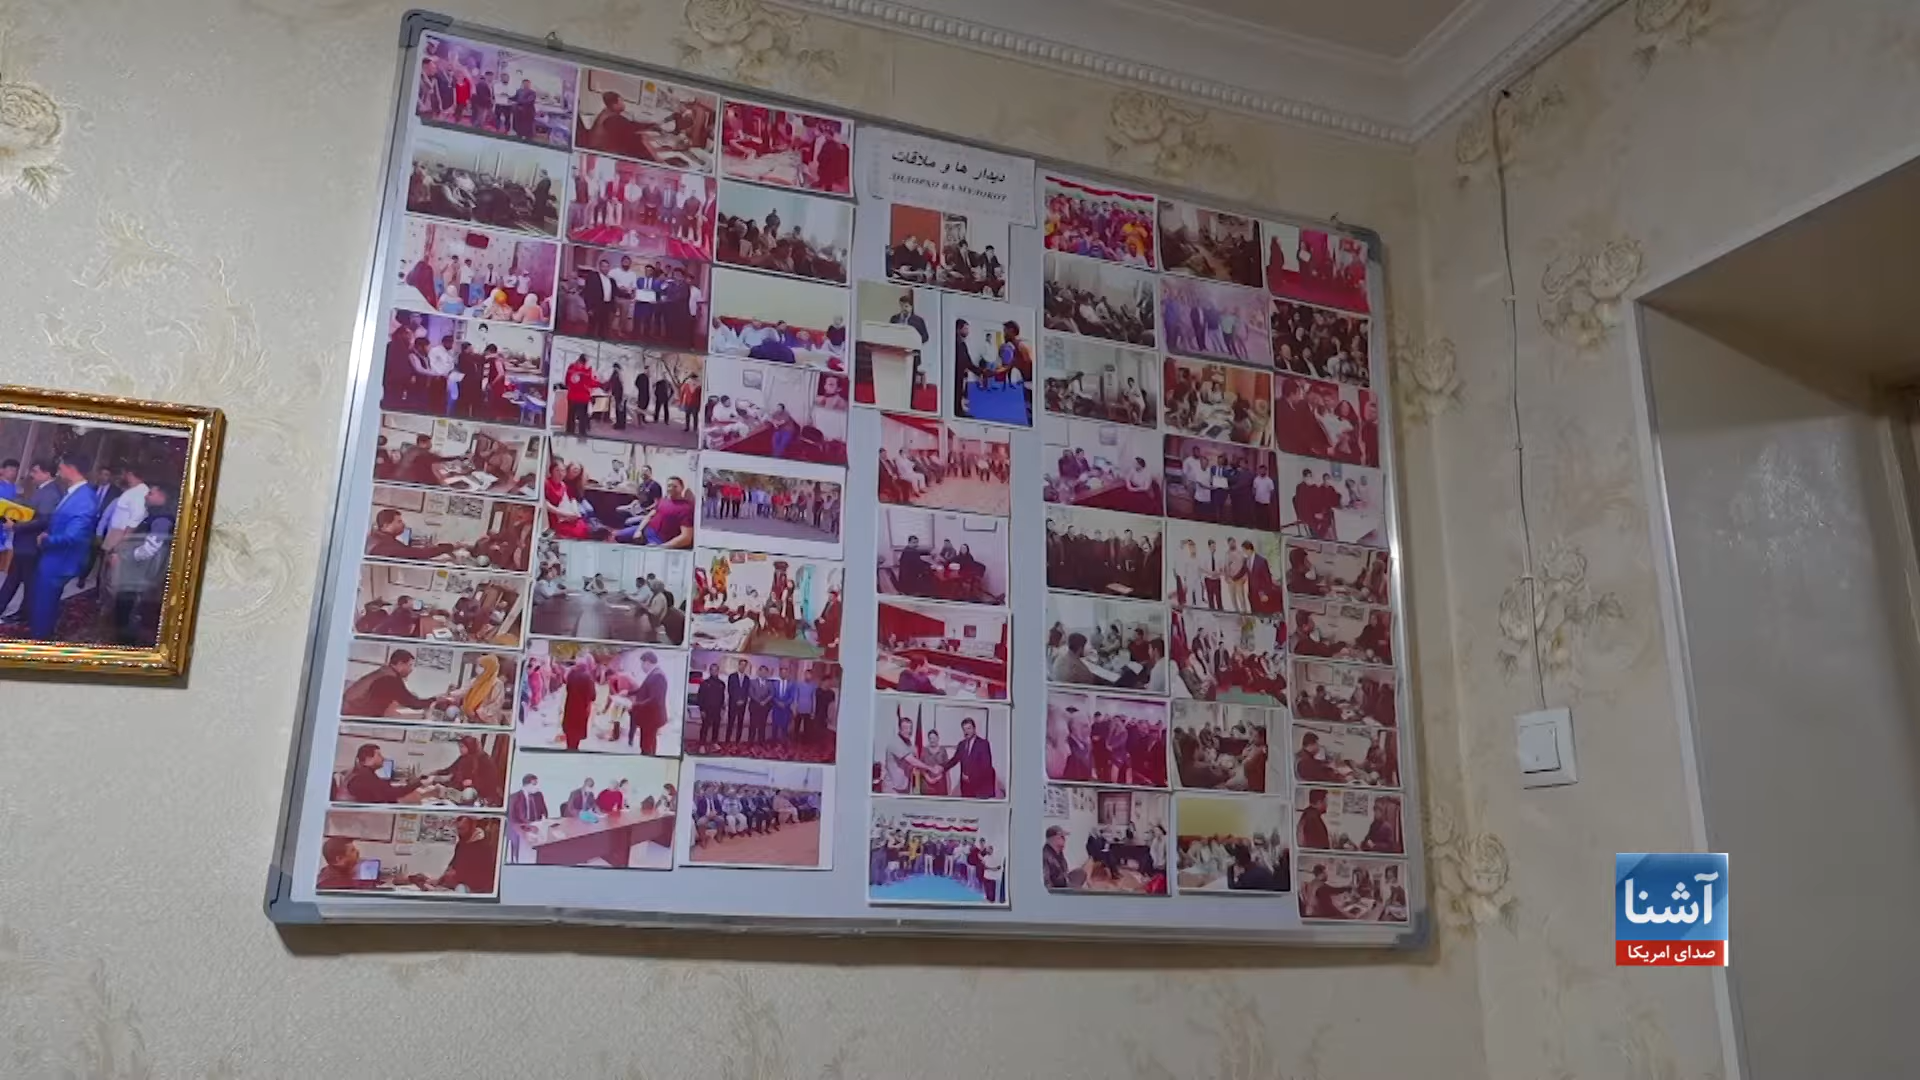 دیدار ها و ملاقات
ДИДОРҲО ВА МУЛОҚОТ
آشنا
صدای امریکا